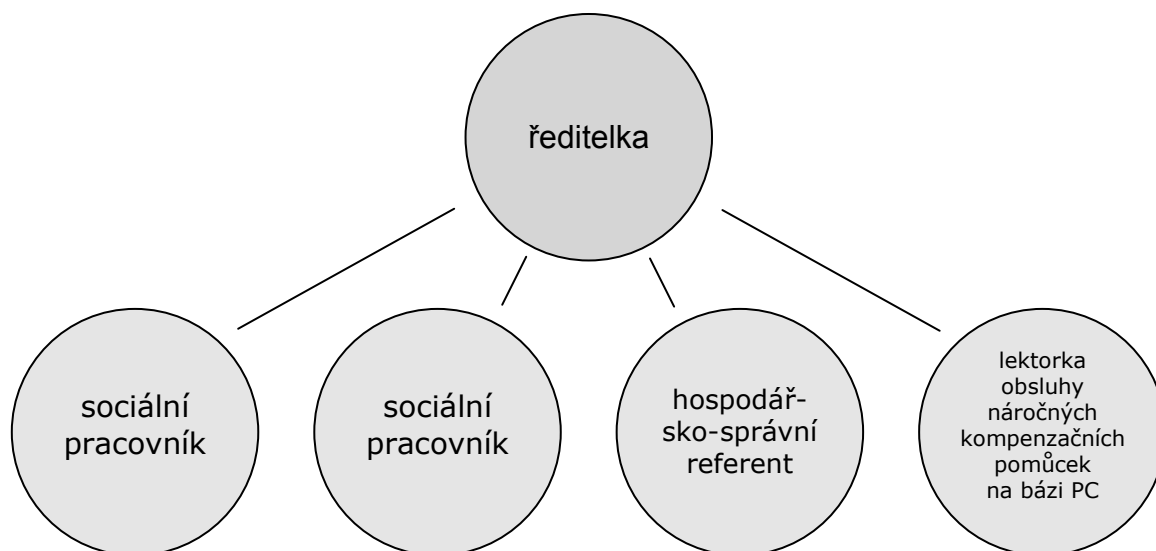 ředitelka
sociální
pracovník
sociální
pracovník
hospodář-
sko-správní
referent
lektorka
obsluhy
náročných
kompenzačních
pomůcek
na bázi PC